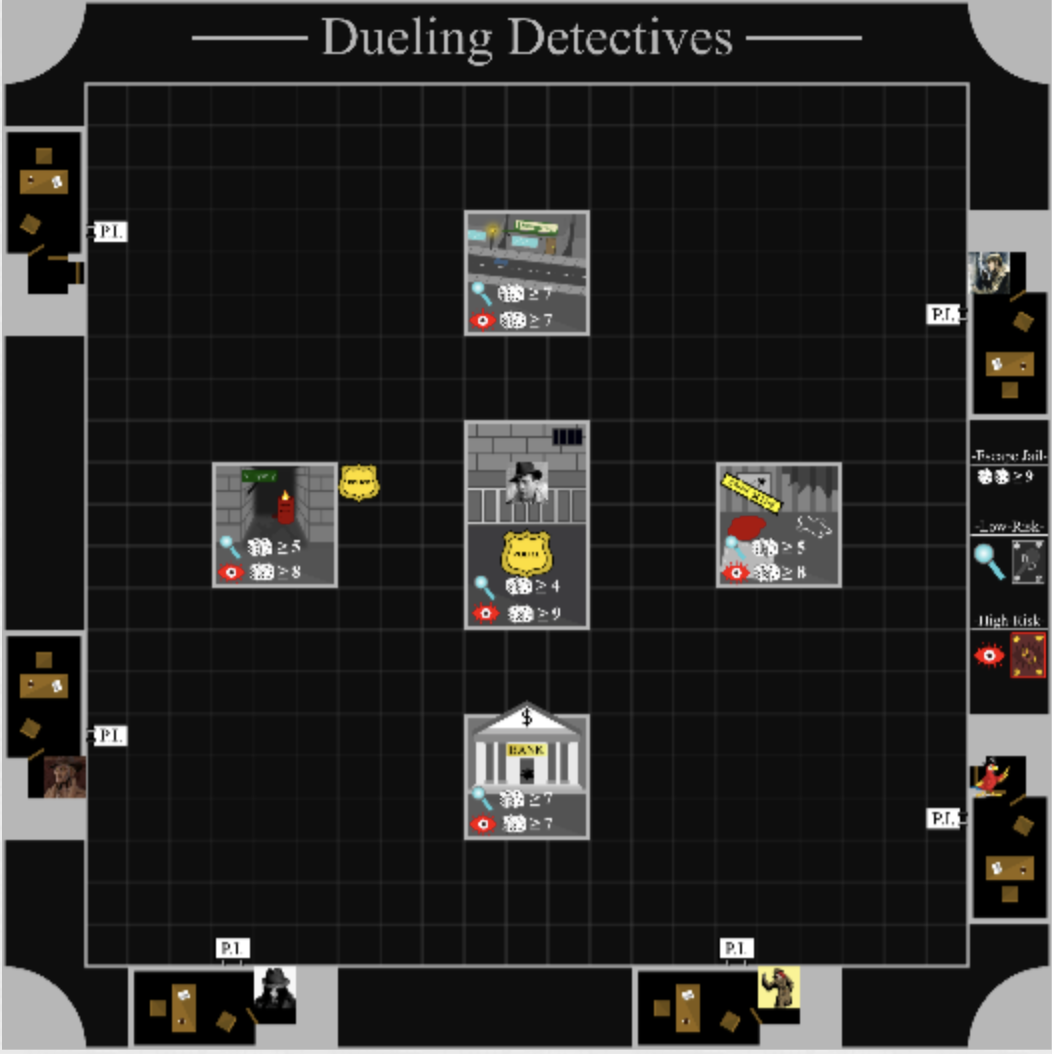 Dueling Detectives
P.I.
≥ 7
≥ 7
P.I.
-Escape Jail-
≥ 9
≥ 5
≥ 8
≥ 5
≥ 8
-Low-Risk-
≥ 4
≥ 9
-High Risk-
P.I.
$
BANK
≥ 7
≥ 7
P.I.
P.I.
P.I.